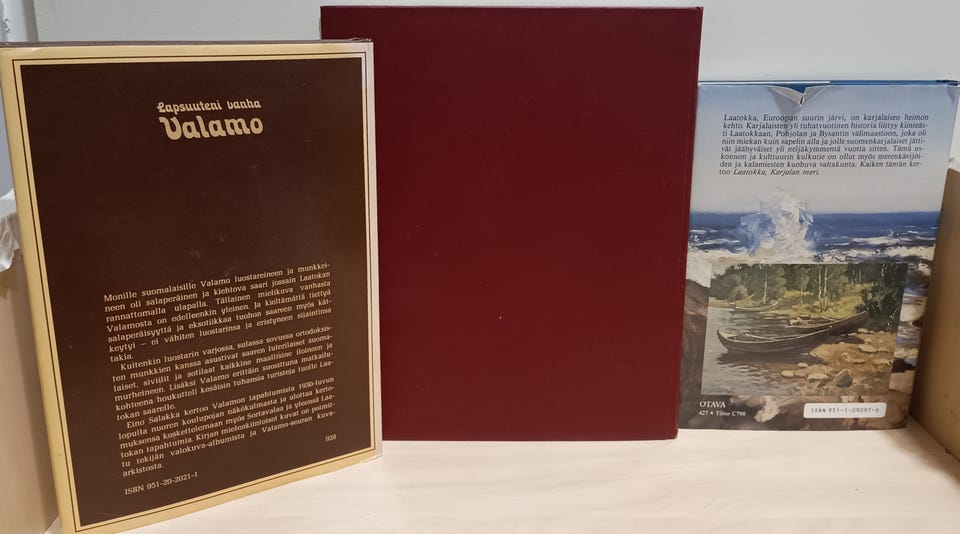 Lapsuuteni vanha
Valamo
Monille suomalaisille Valamo luostareineen ja munkkei-
neen oli salaperäinen ja kiehtova saari jossain Laatokan
rannattomalla ulapalla. Tällainen mielikuva vanhasta
Valamosta on edelleenkin yleinen. Ja kieltämättä tiettyä
salaperäisyyttä ja eksotiikkaa tuohon saareen myös kät-
keytyi — ei vähiten luostarinsa ja eristyneen sijaintinsa
takia.
Kuitenkin luostarin varjossa, sulassa sovussa ortodoksis-
ten munkkien kanssa asustivat saaren luterilaiset suoma-
laiset, siviilit ja sotilaat kaikkine maallisine iloineen ja
murheineen. Lisäksi Valamo erittäin suosittuna matkailu-
kohteena houkutteli kesäisin tuhansia turisteja tuolle Laa-
tokan saarelle.
Eino Salakka kertoo Valamon tapahtumista 1930-luvun
lopulla nuoren koulupojan näkökulmasta ja ulottaa kerto-
muksensa koskettelemaan myös Sortavalaa ja yleensä Laa-
tokan tapahtumia. Kirjan mielenkiintoiset kuvat on poimit-
tu tekijän valokuva-albumista ja Valamo-seuran kuva-
arkistosta.
928
ISBN 951-20-2021-1
Laatokka, Euroopan suurin järvi, on karjalaisen heimon
kehto. Karjalaisten yli tuhatvuotinen historia liittyy kiinteäs-
ti Laatokkaan, Pohjolan ja Bysantin välimaastoon, joka oli
niin miekan kuin sapelin alla ja jolle suomenkarjalaiset jätti-
vät jäähyväiset yli neljäkymmentä vuotta sitten. Tämä us-
konnon ja kulttuurin kulkutie on ollut myös merenkävijöi-
den ja kalamiesten kuohuva valtakunta. Kaiken tämän ker-
too Laatokka, Karjalan meri.
OTAVA
427 • Tilno C798
ISBN 951-1-09097-6